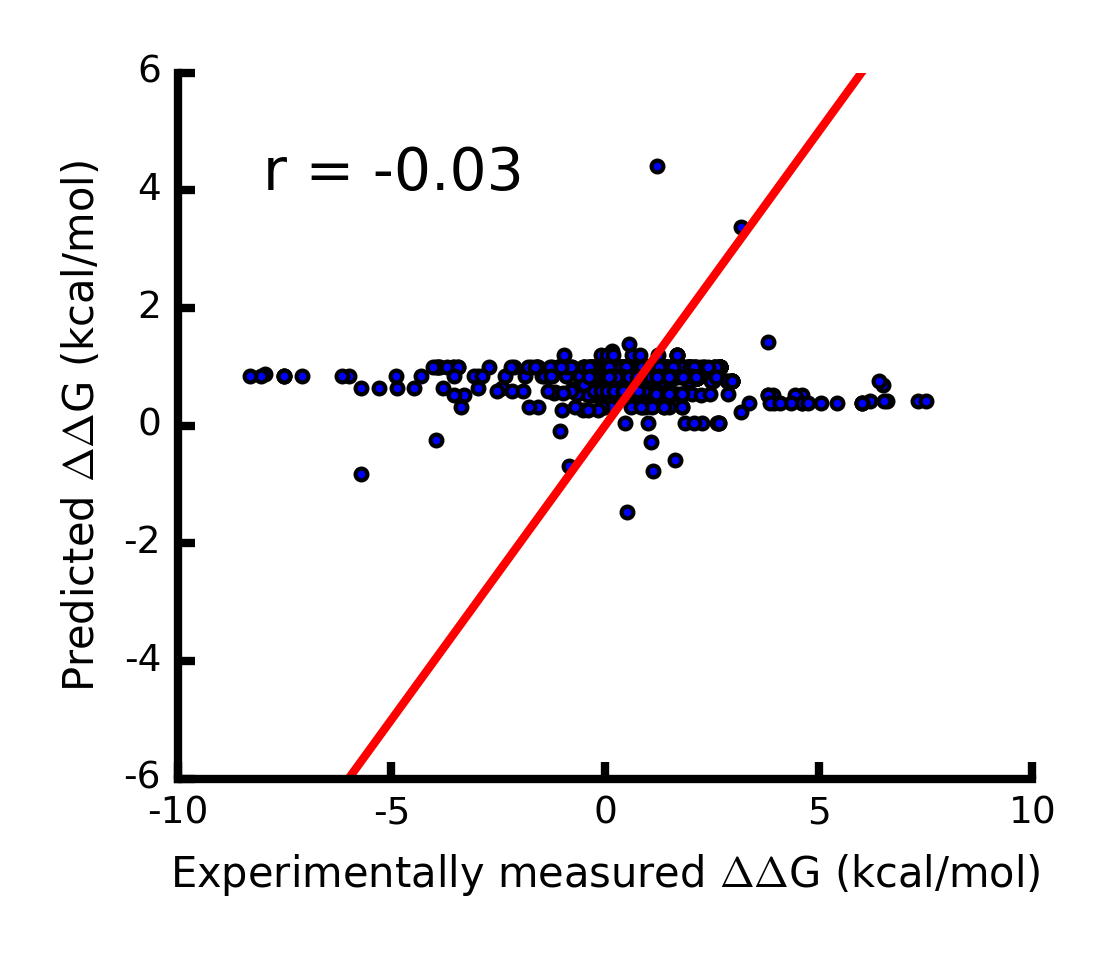 6
r = -0.03
4
2
0
-2
-4
-6
Predicted ΔΔG (kcal/mol)
-10 -5 0 5 10
Experimentally measured ΔΔG (kcal/mol)